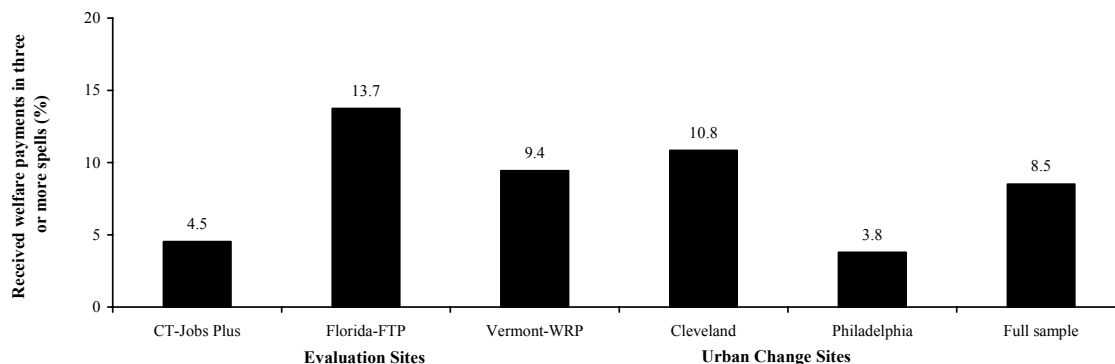 Received welfare payments in three
or more spells (%)
20
15
10
5
0
4.5
13.7
9.4
10.8
3.8
8.5
CT-Jobs Plus Florida-FTP Vermont-WRP Cleveland Philadelphia Full sample
Evaluation Sites Urban Change Sites